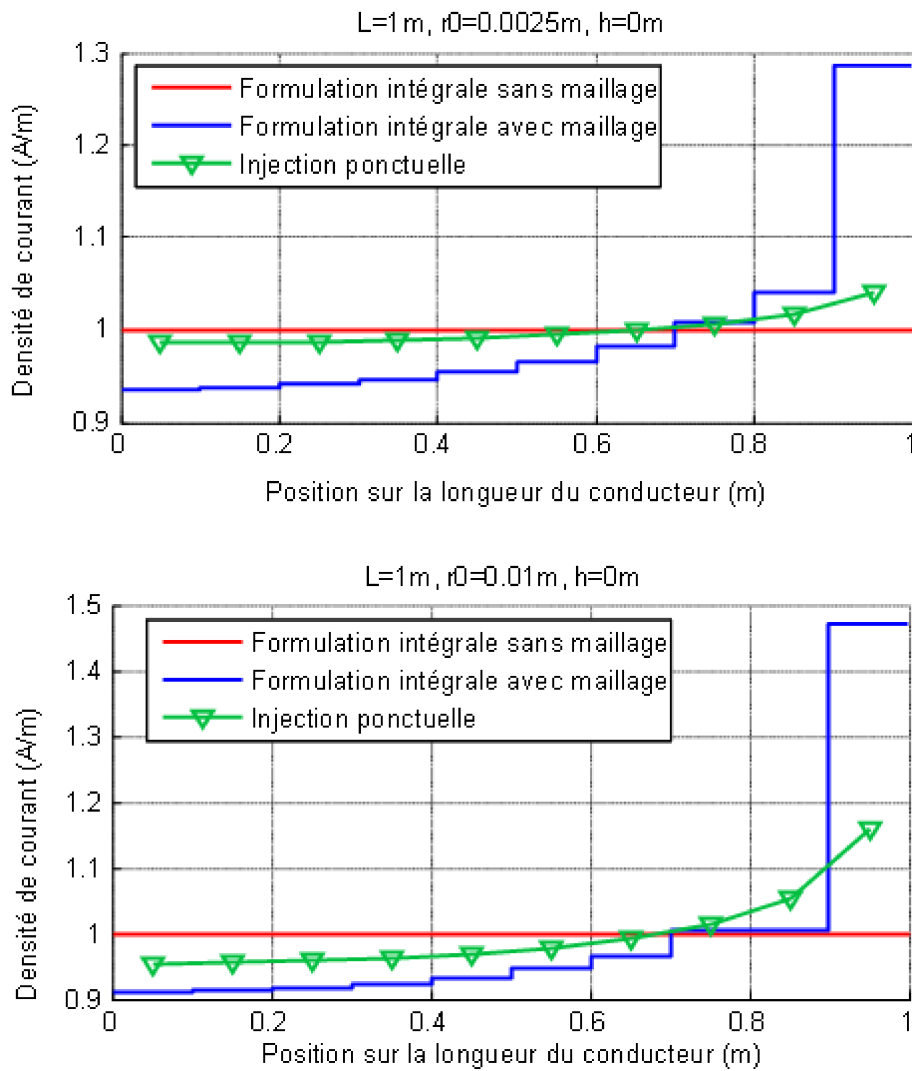 L=1m, r0=0.0025m, h=0m
1.3
1.2
1.1
1
0.9
Densité de courant (A/m)
Formulation intégrale sans maillage
Formulation intégrale avec maillage
Injection ponctuelle
0 0.2 0.4 0.6 0.8 1
Position sur la longueur du conducteur (m)
L=1m, r0=0.01m, h=0m
1.5
1.4
1.3
1.2
1.1
1
0.9
Densité de courant (A/m)
Formulation intégrale sans maillage
Formulation intégrale avec maillage
Injection ponctuelle
0 0.2 0.4 0.6 0.8 1
Position sur la longueur du conducteur (m)